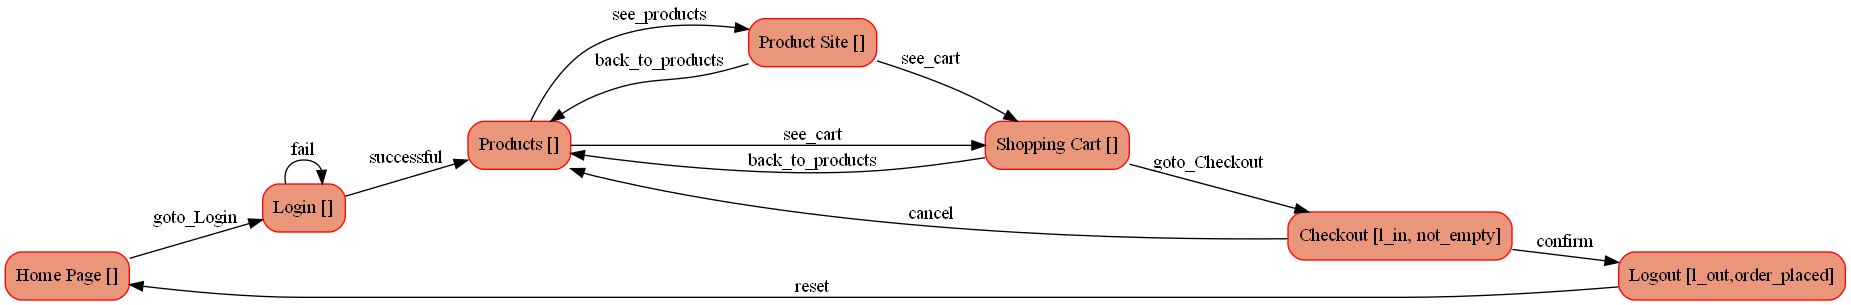 see_products
Product Site []
back_to_products
see_cart
Products []
see_cart
back_to_products
Shopping Cart []
goto_Checkout
fail
successful
Login []
goto_Login
cancel
Checkout [l_in, not_empty]
confirm
Home Page []
Logout [l_out,order_placed]
reset